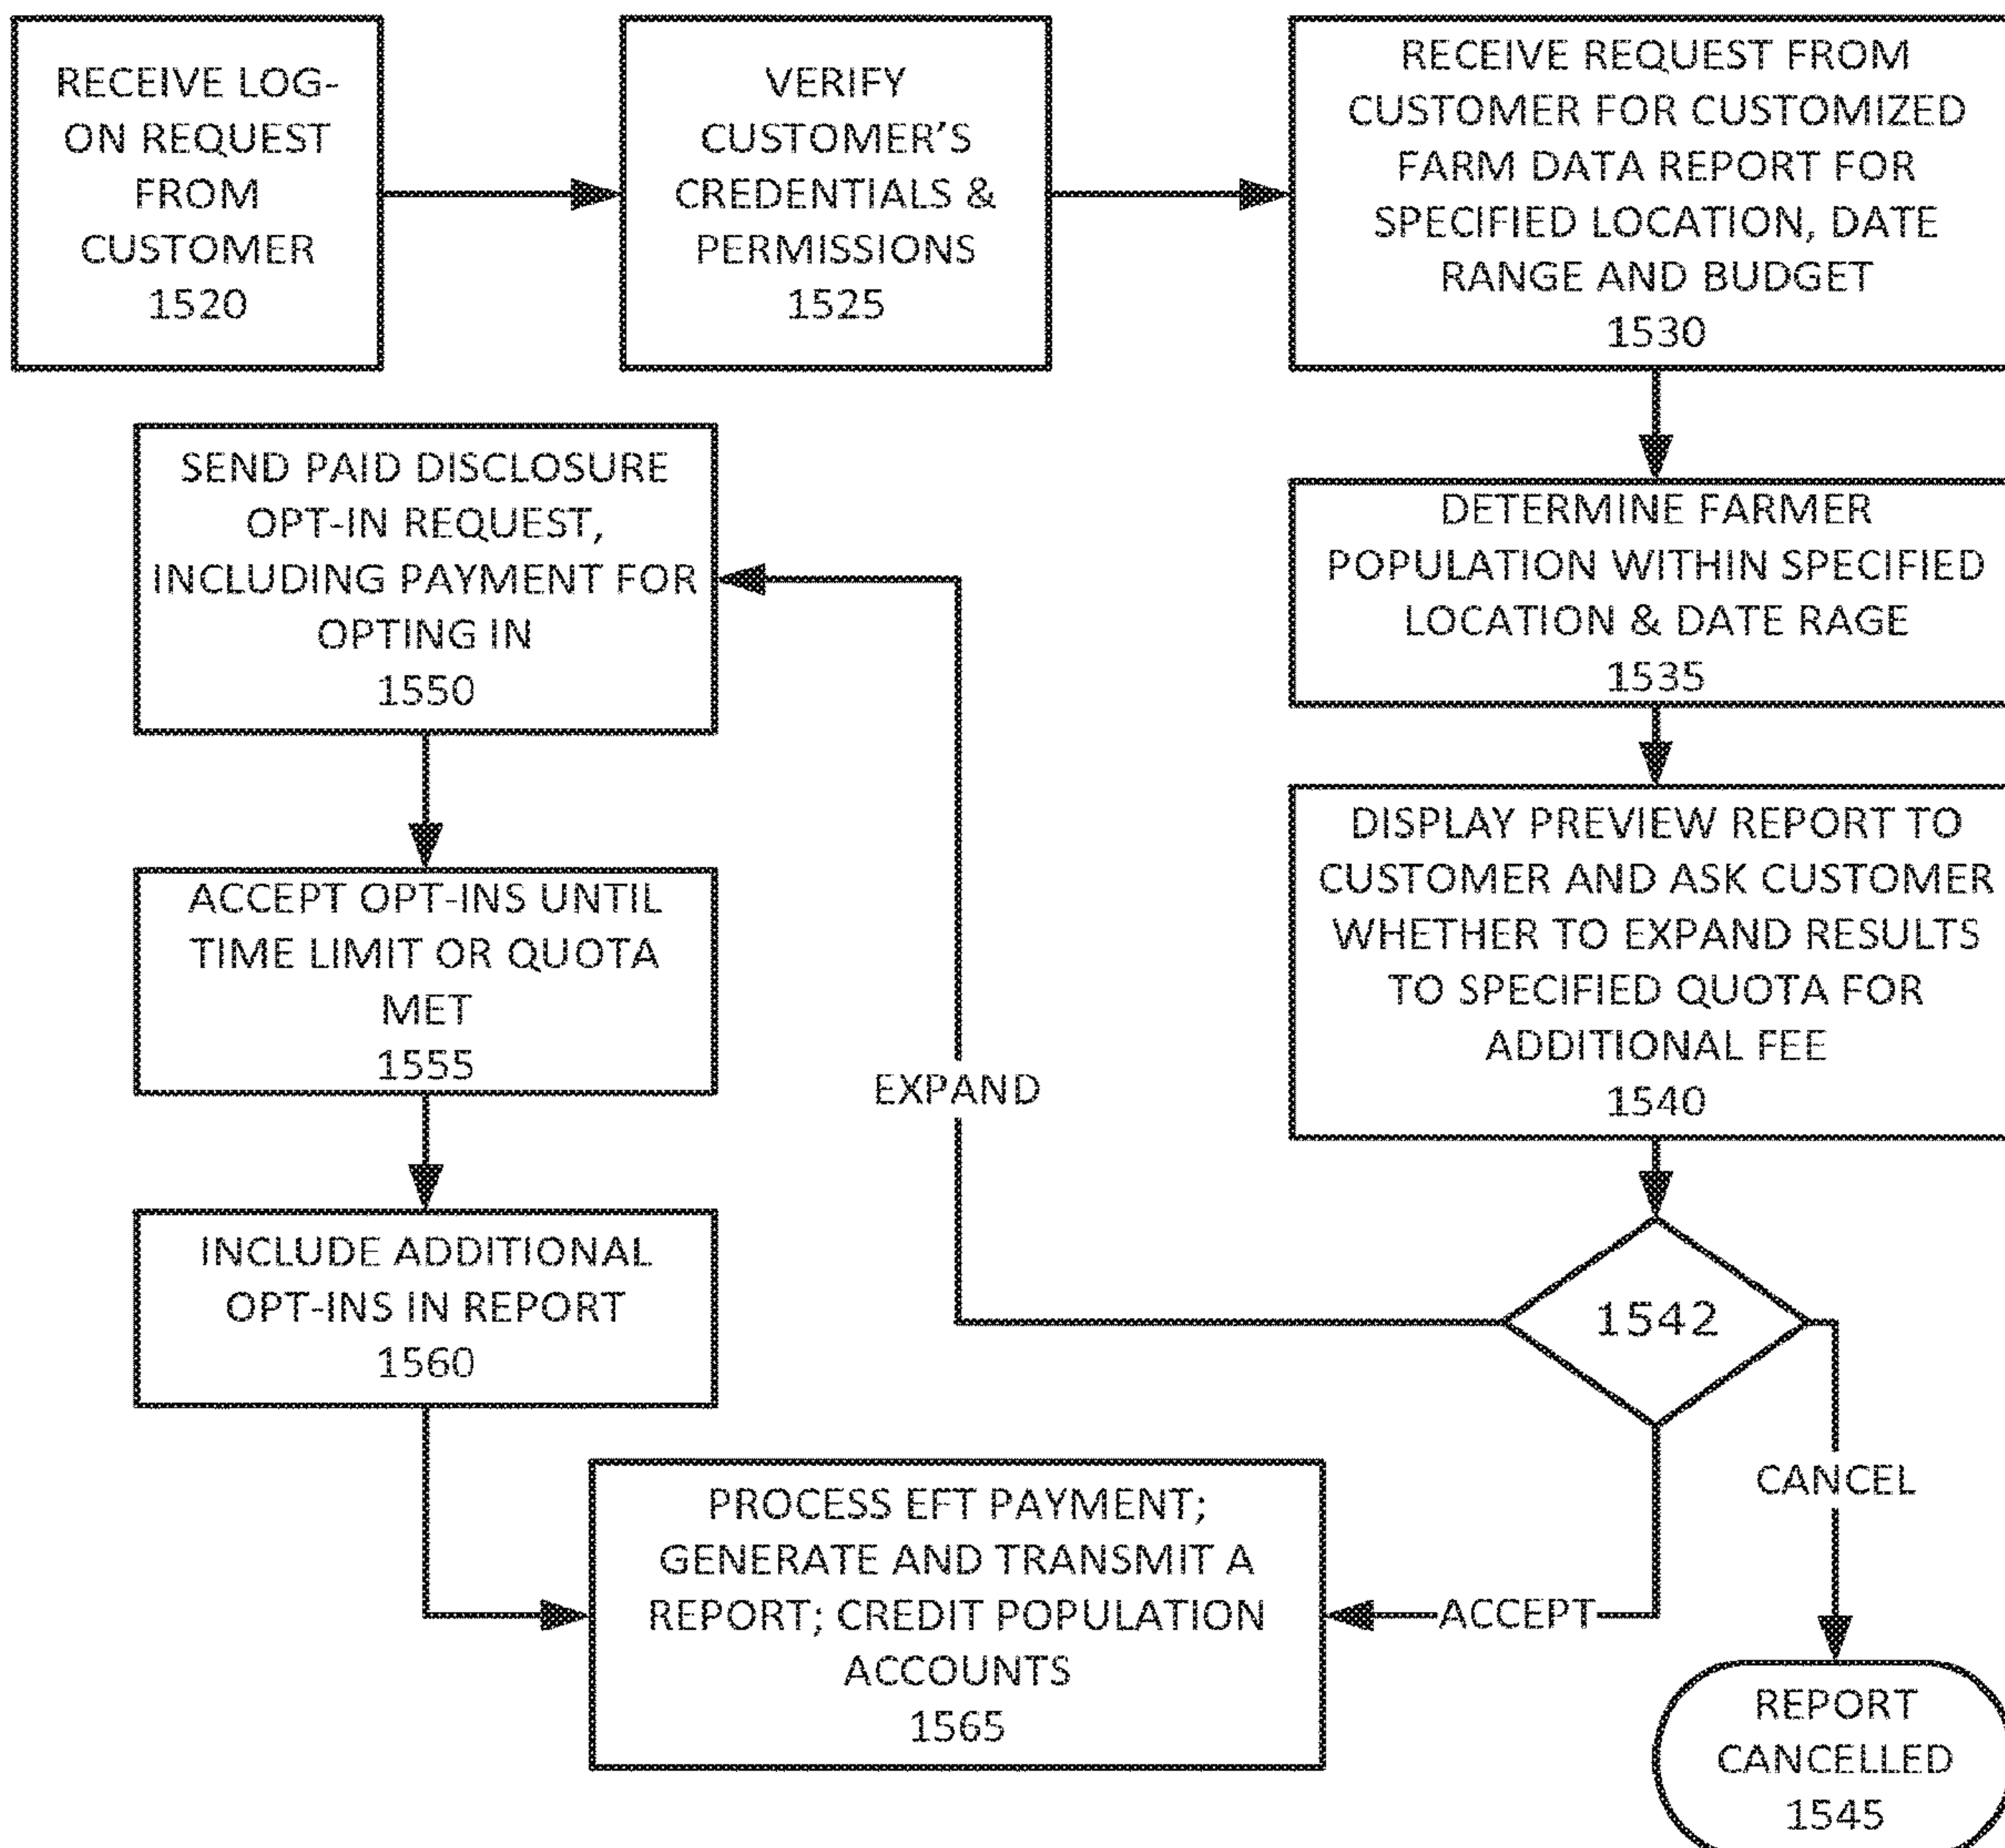 RECEIVE LOG-
ON REQUEST
FROM
CUSTOMER
1520
VERIFY
CUSTOMER'S
CREDENTIALS &
PERMISSIONS
1525
RECEIVE REQUEST FROM
CUSTOMER FOR CUSTOMIZED
FARM DATA REPORT FOR
SPECIFIED LOCATION, DATE
RANGE AND BUDGET
1530
DETERMINE FARMER
POPULATION WITHIN SPECIFIED
LOCATION & DATE RAGE
1535
DISPLAY PREVIEW REPORT TO
CUSTOMER AND ASK CUSTOMER
WHETHER TO EXPAND RESULTS
TO SPECIFIED QUOTA FOR
ADDITIONAL FEE
1540
1542
EXPAND
SEND PAID DISCLOSURE
OPT-IN REQUEST,
INCLUDING PAYMENT FOR
OPTING IN
1550
ACCEPT OPT-INS UNTIL
TIME LIMIT OR QUOTA
MET
1555
INCLUDE ADDITIONAL
OPT-INS IN REPORT
1560
PROCESS EFT PAYMENT;
GENERATE AND TRANSMIT A
REPORT; CREDIT POPULATION
ACCOUNTS
1565
ACCEPT
CANCEL
REPORT
CANCELLED
1545